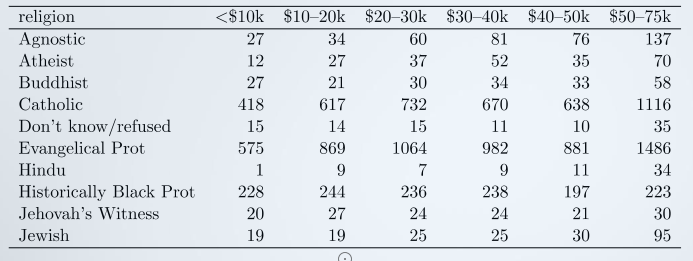 religion <$10k $10–20k $20–30k $30–40k $40–50k $50–75k
Agnostic 27 34 60 81 76 137
Atheist 12 27 37 52 35 70
Buddhist 27 21 30 34 33 58
Catholic 418 617 732 670 638 1116
Don't know/refused 15 14 15 11 10 35
Evangelical Prot 575 869 1064 982 881 1486
Hindu 1 9 7 9 11 34
Historically Black Prot 228 244 236 238 197 223
Jehovah's Witness 20 27 24 24 21 30
Jewish 19 19 25 25 30 95